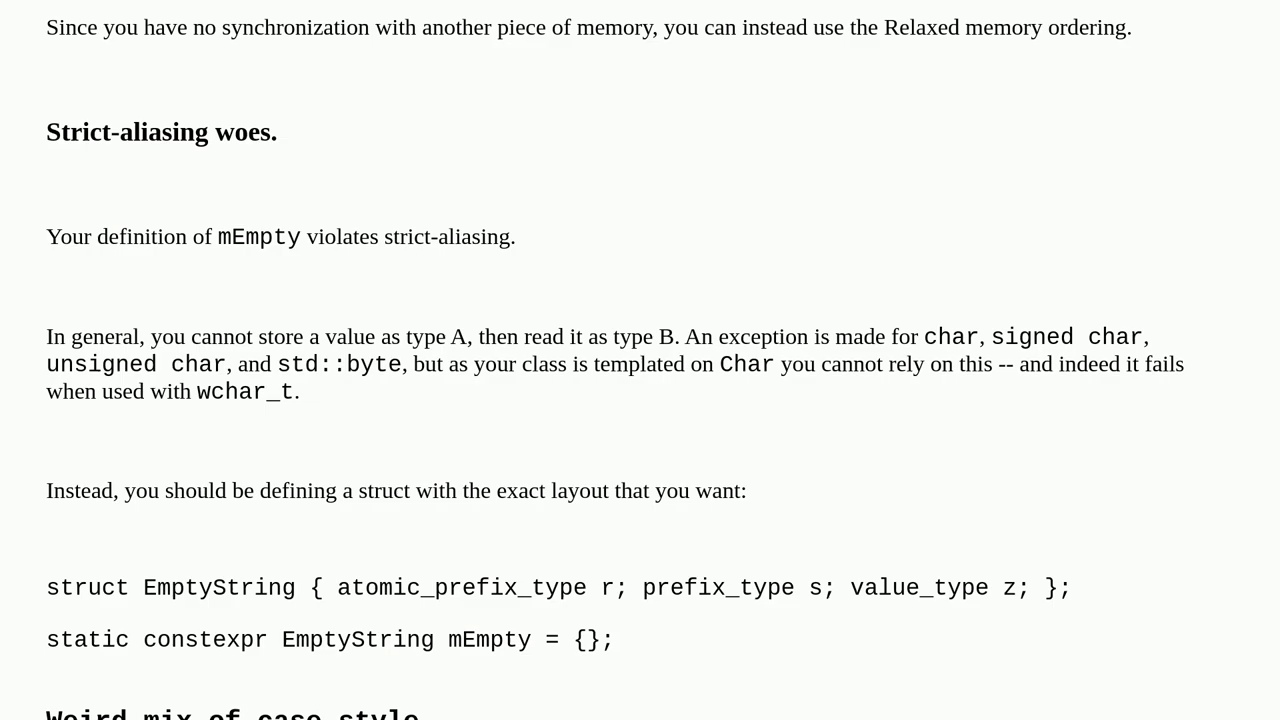 Since you have no synchronization with another piece of memory, you can instead use the Relaxed memory ordering.
Strict-aliasing woes.
Your definition of mEmpty violates strict-aliasing.
In general, you cannot store a value as type A, then read it as type B. An exception is made for char, signed char,
unsigned char, and std::byte, but as your class is templated on Char you cannot rely on this -- and indeed it fails
when used with wchar_t.
Instead, you should be defining a struct with the exact layout that you want:
struct EmptyString { atomic_prefix_type r; prefix_type s; value_type z; };
static constexpr EmptyString mEmpty = {};
Weird mix of case style